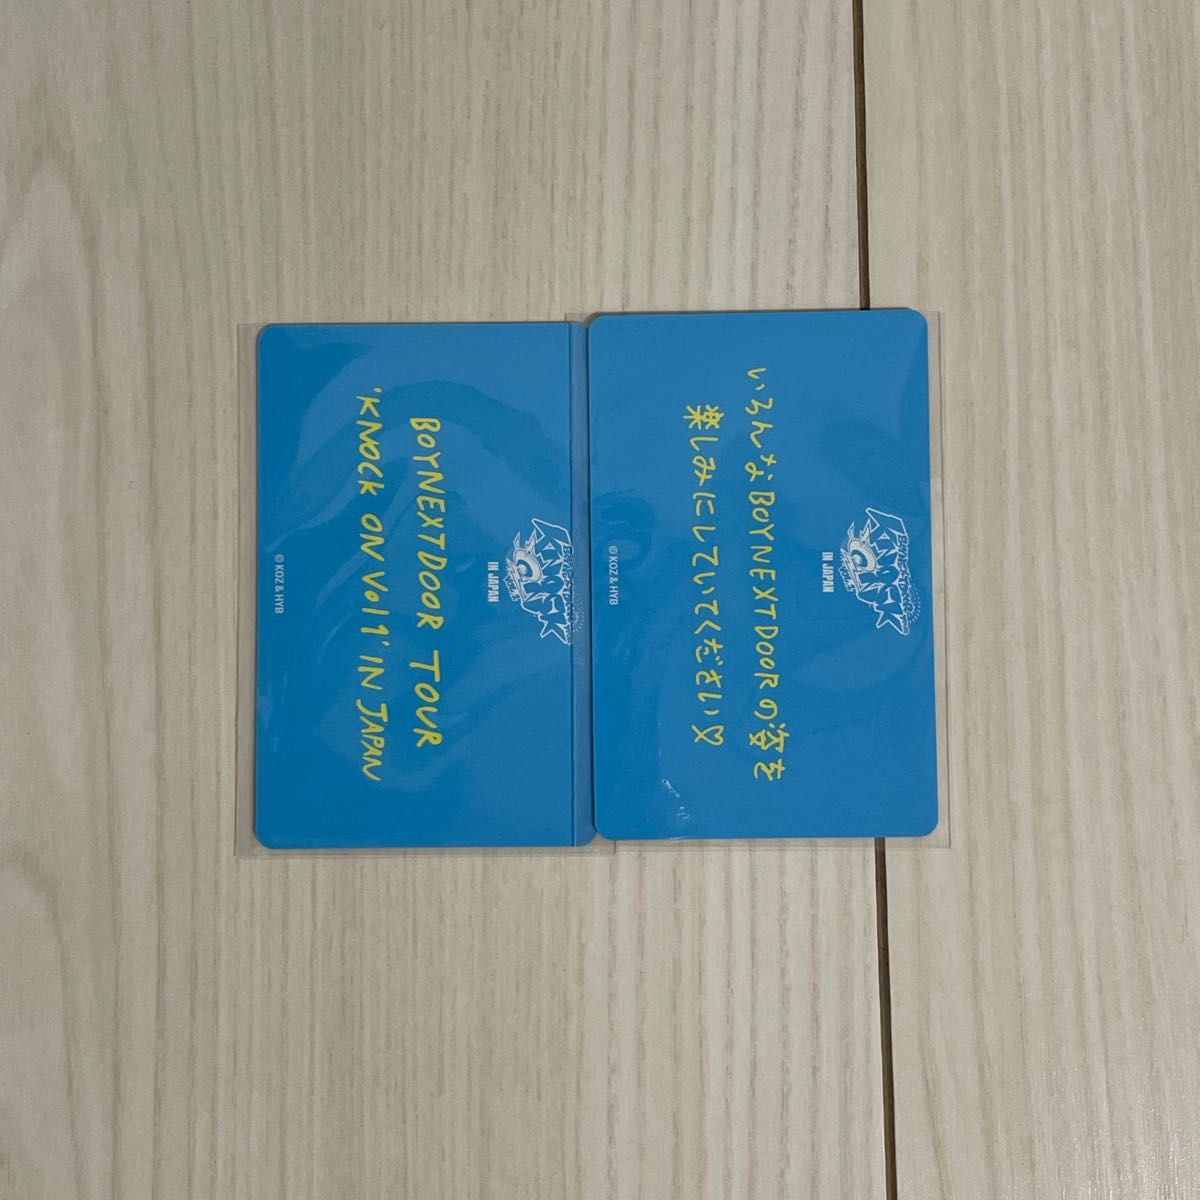 BOYNEXTDOOR TOUR
'KNOCK ON Vol.1' IN JAPAN
IN JAPAN
© KOZ & HYB
いろんなBOYNEXTDOORの姿を
楽しみにしていてください♡
IN JAPAN
© KOZ & HYB